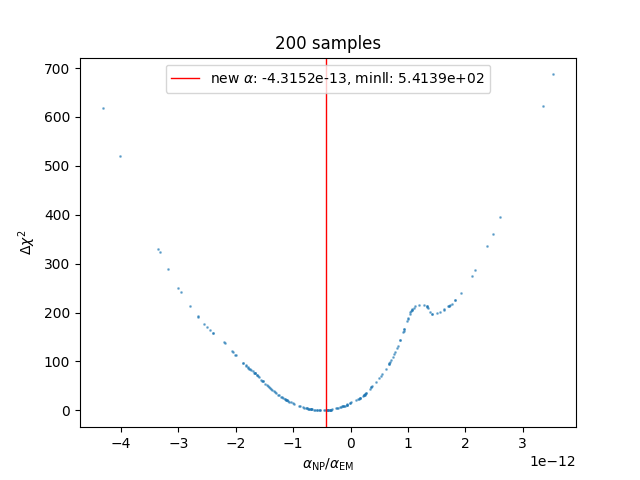 200 samples
new α: -4.3152e-13, minll: 5.4139e+02
700
600
500
400
300
200
100
0
Δχ²
−4 −3 −2 −1 0 1 2 3
1e−12
α_NP/α_EM